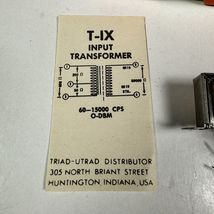 T-IX
INPUT
TRANSFORMER
60-15000 CPS
O-DBM
TRIAD-UTRAD DISTRIBUTOR
305 NORTH BRIANT STREET
HUNTINGTON, INDIANA, USA